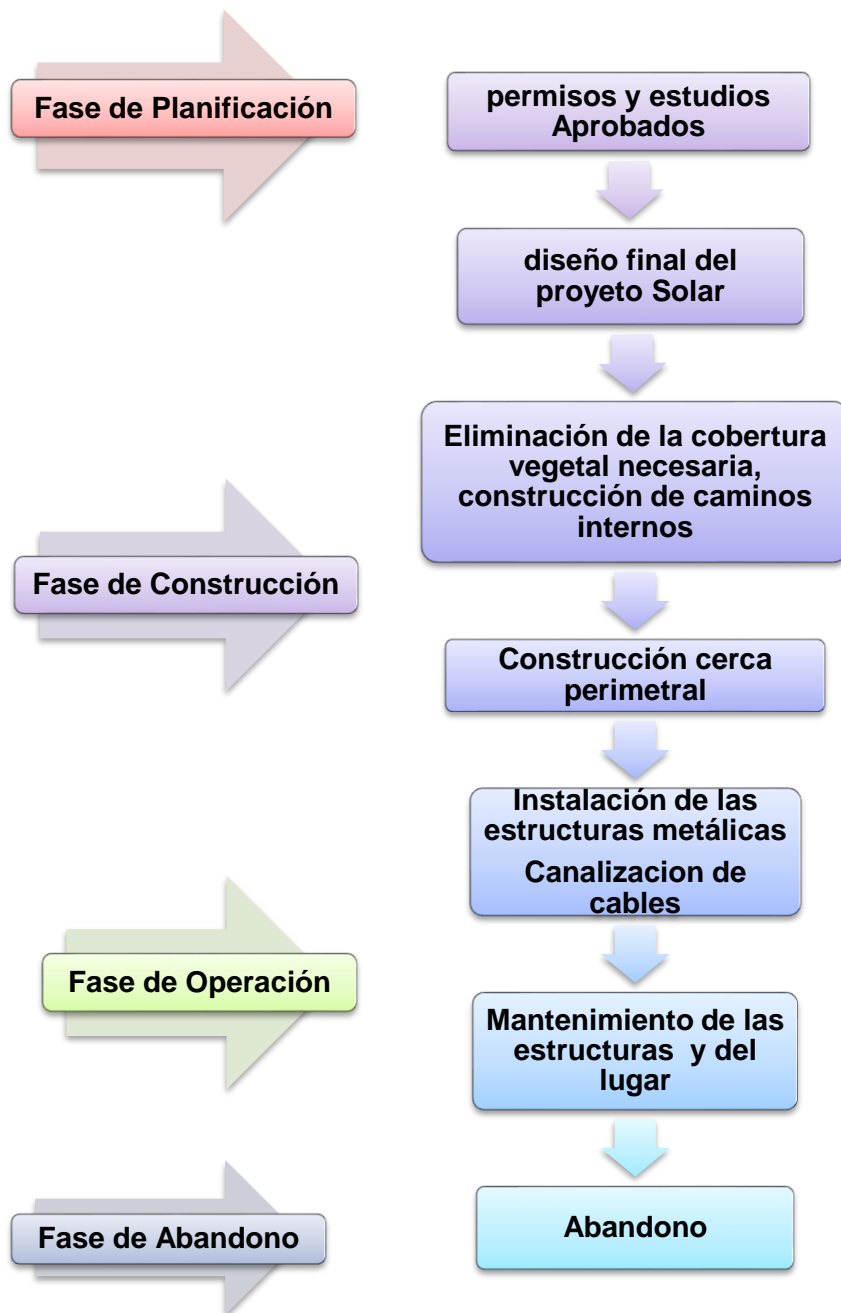 Fase de Planificación
permisos y estudios
Aprobados
diseño final del
proyeto Solar
Eliminación de la cobertura
vegetal necesaria,
construcción de caminos
internos
Fase de Construcción
Construcción cerca
perimetral
Instalación de las
estructuras metálicas
Canalizacion de
cables
Fase de Operación
Mantenimiento de las
estructuras y del
lugar
Fase de Abandono
Abandono